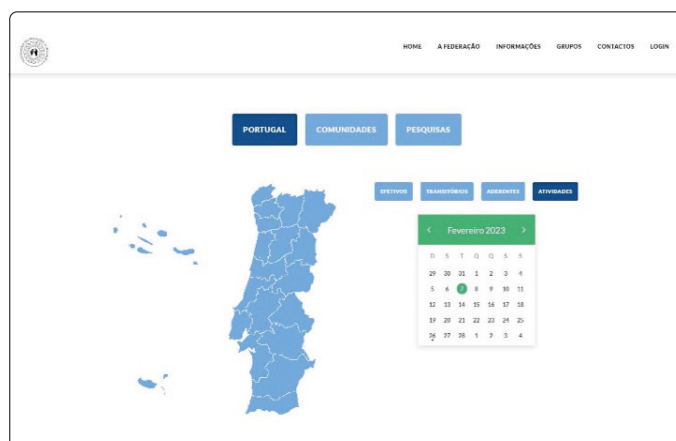 HOME A FEDERAÇÃO INFORMAÇÕES GRUPOS CONTACTOS LOGIN
PORTUGAL COMUNIDADES PESQUISAS
EFETIVOS TRANSITÓRIOS ADERENTES ATIVIDADES
Fevereiro 2023
D S T Q Q S S
29 30 31 1 2 3 4
5 6 7 8 9 10 11
12 13 14 15 16 17 18
19 20 21 22 23 24 25
26 27 28 1 2 3 4